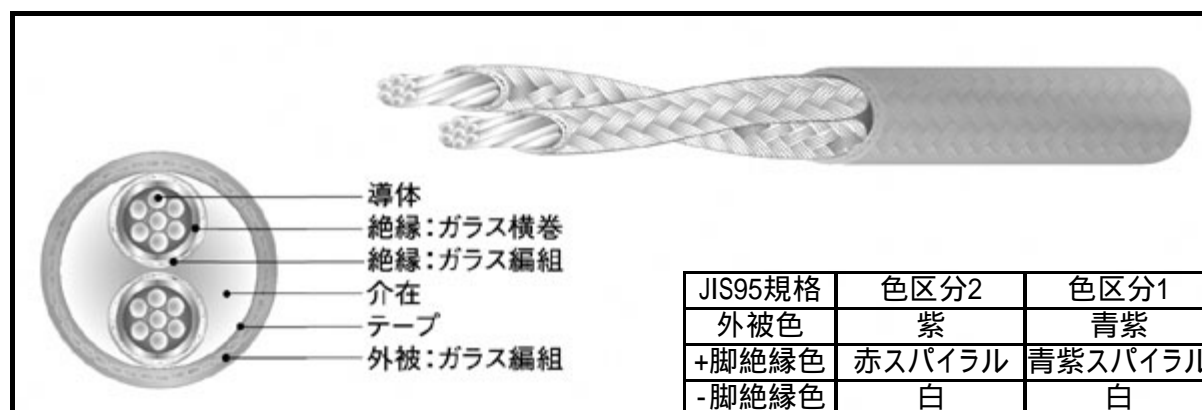 導体
絶縁：ガラス横巻
絶縁：ガラス編組
介在
テープ
外被：ガラス編組
JIS95規格 色区分2 色区分1
外被色 紫 青紫
+脚絶縁色 赤スパイラル 青紫スパイラル
-脚絶縁色 白 白